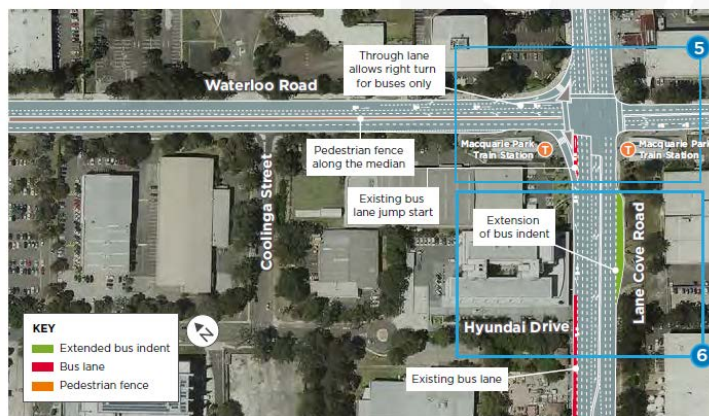 5
Through lane
allows right turn
for buses only
Waterloo Road
Pedestrian fence
along the median
T
Macquarie Park
Train Station
T
Macquarie Park
Train Station
Existing bus
lane jump start
Coolinga Street
Extension
of bus indent
Lane Cove Road
Hyundai Drive
6
KEY
Extended bus indent
Bus lane
Pedestrian fence
N
Existing bus lane